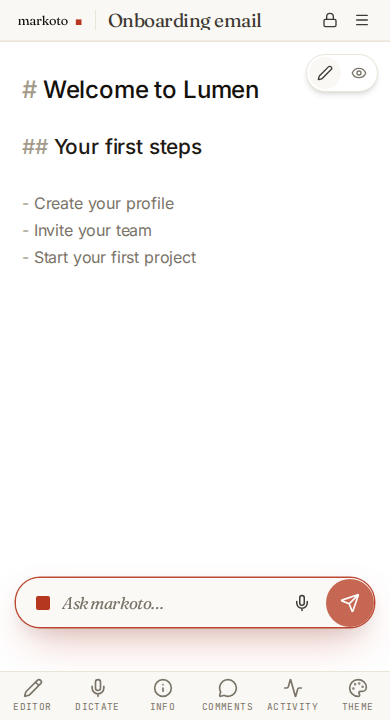 markoto
Onboarding email
# Welcome to Lumen
## Your first steps
- Create your profile
- Invite your team
- Start your first project
Ask markoto...
EDITOR
DICTATE
INFO
COMMENTS
ACTIVITY
THEME